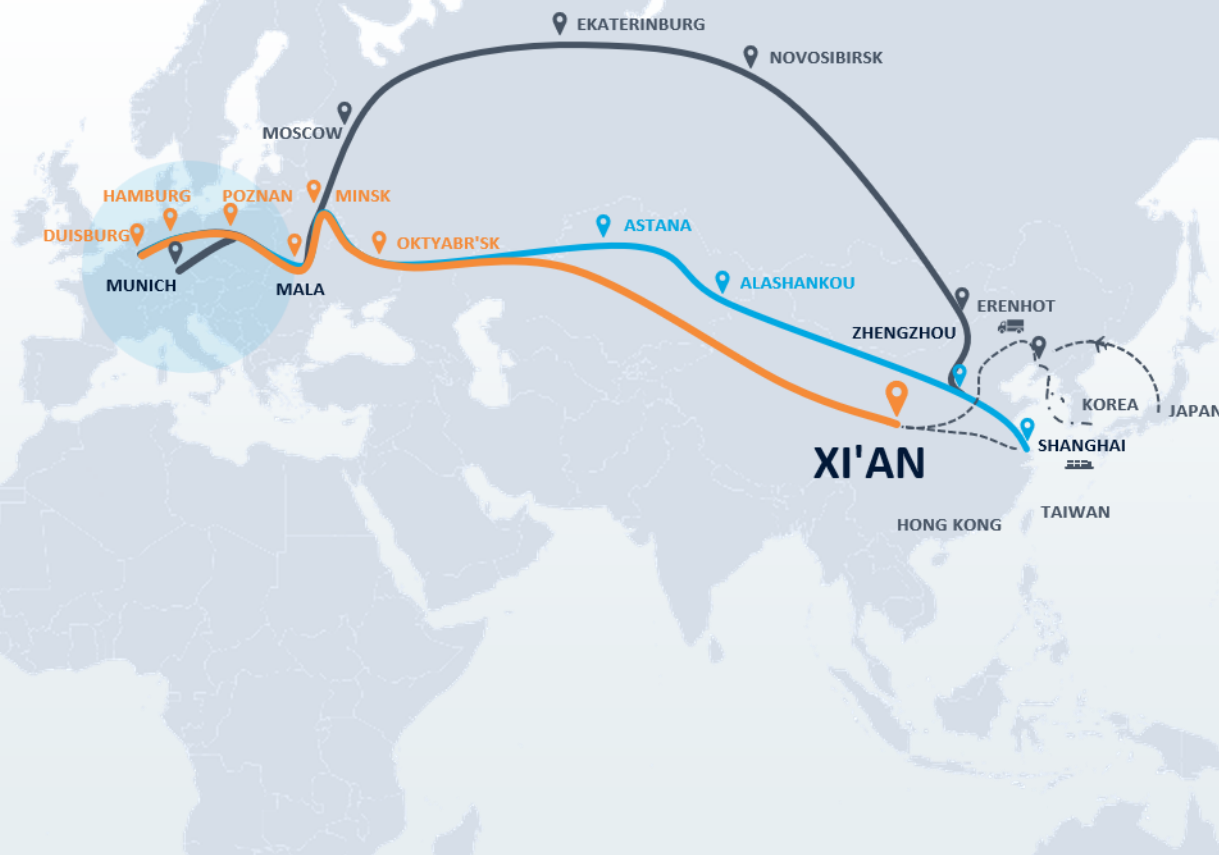 EKATERINBURG
NOVOSIBIRSK
MOSCOW
HAMBURG
POZNAN
MINSK
DUISBURG
OKTYABR'SK
ASTANA
MUNICH
MALA
ALASHANKOU
ERENHOT
ZHENGZHOU
KOREA
JAPAN
SHANGHAI
XI'AN
TAIWAN
HONG KONG